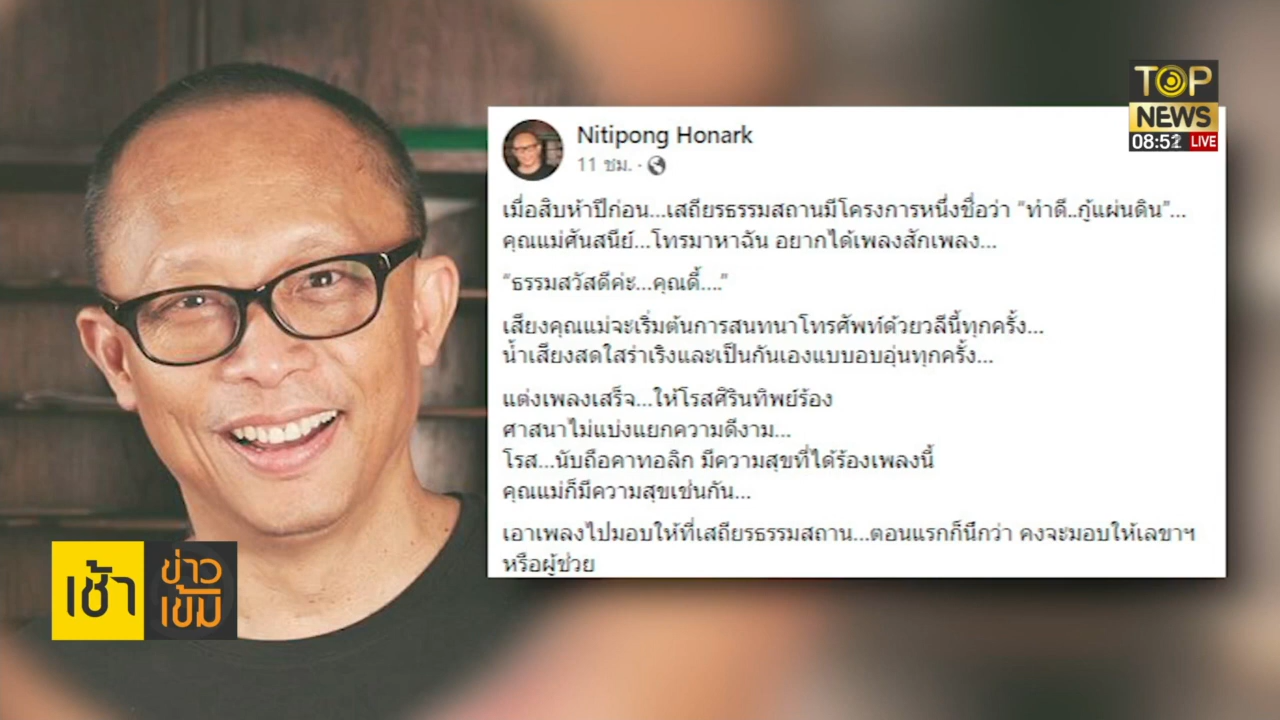 TOP
NEWS
08:52 LIVE
Nitipong Honark
11 ชม. ·
เมื่อสิบห้าปีก่อน...เสถียรธรรมสถานมีโครงการหนึ่งชื่อว่า "ทำดี..กู้แผ่นดิน"...
คุณแม่ศันสนีย์...โทรมาหาฉัน อยากได้เพลงสักเพลง...
"ธรรมสวัสดีค่ะ...คุณดี้...."
เสียงคุณแม่จะเริ่มต้นการสนทนาโทรศัพท์ด้วยวลีนี้ทุกครั้ง...
น้ำเสียงสดใสร่าเริงและเป็นกันเองแบบอบอุ่นทุกครั้ง...
แต่งเพลงเสร็จ...ให้โรสศิรินทิพย์ร้อง
ศาสนาไม่แบ่งแยกความดีงาม...
โรส...นับถือคาทอลิก มีความสุขที่ได้ร้องเพลงนี้
คุณแม่ก็มีความสุขเช่นกัน...
เอาเพลงไปมอบให้ที่เสถียรธรรมสถาน...ตอนแรกก็นึกว่า คงจะมอบให้เลขาฯ
หรือผู้ช่วย
เช้า
ข่าว
เข้ม